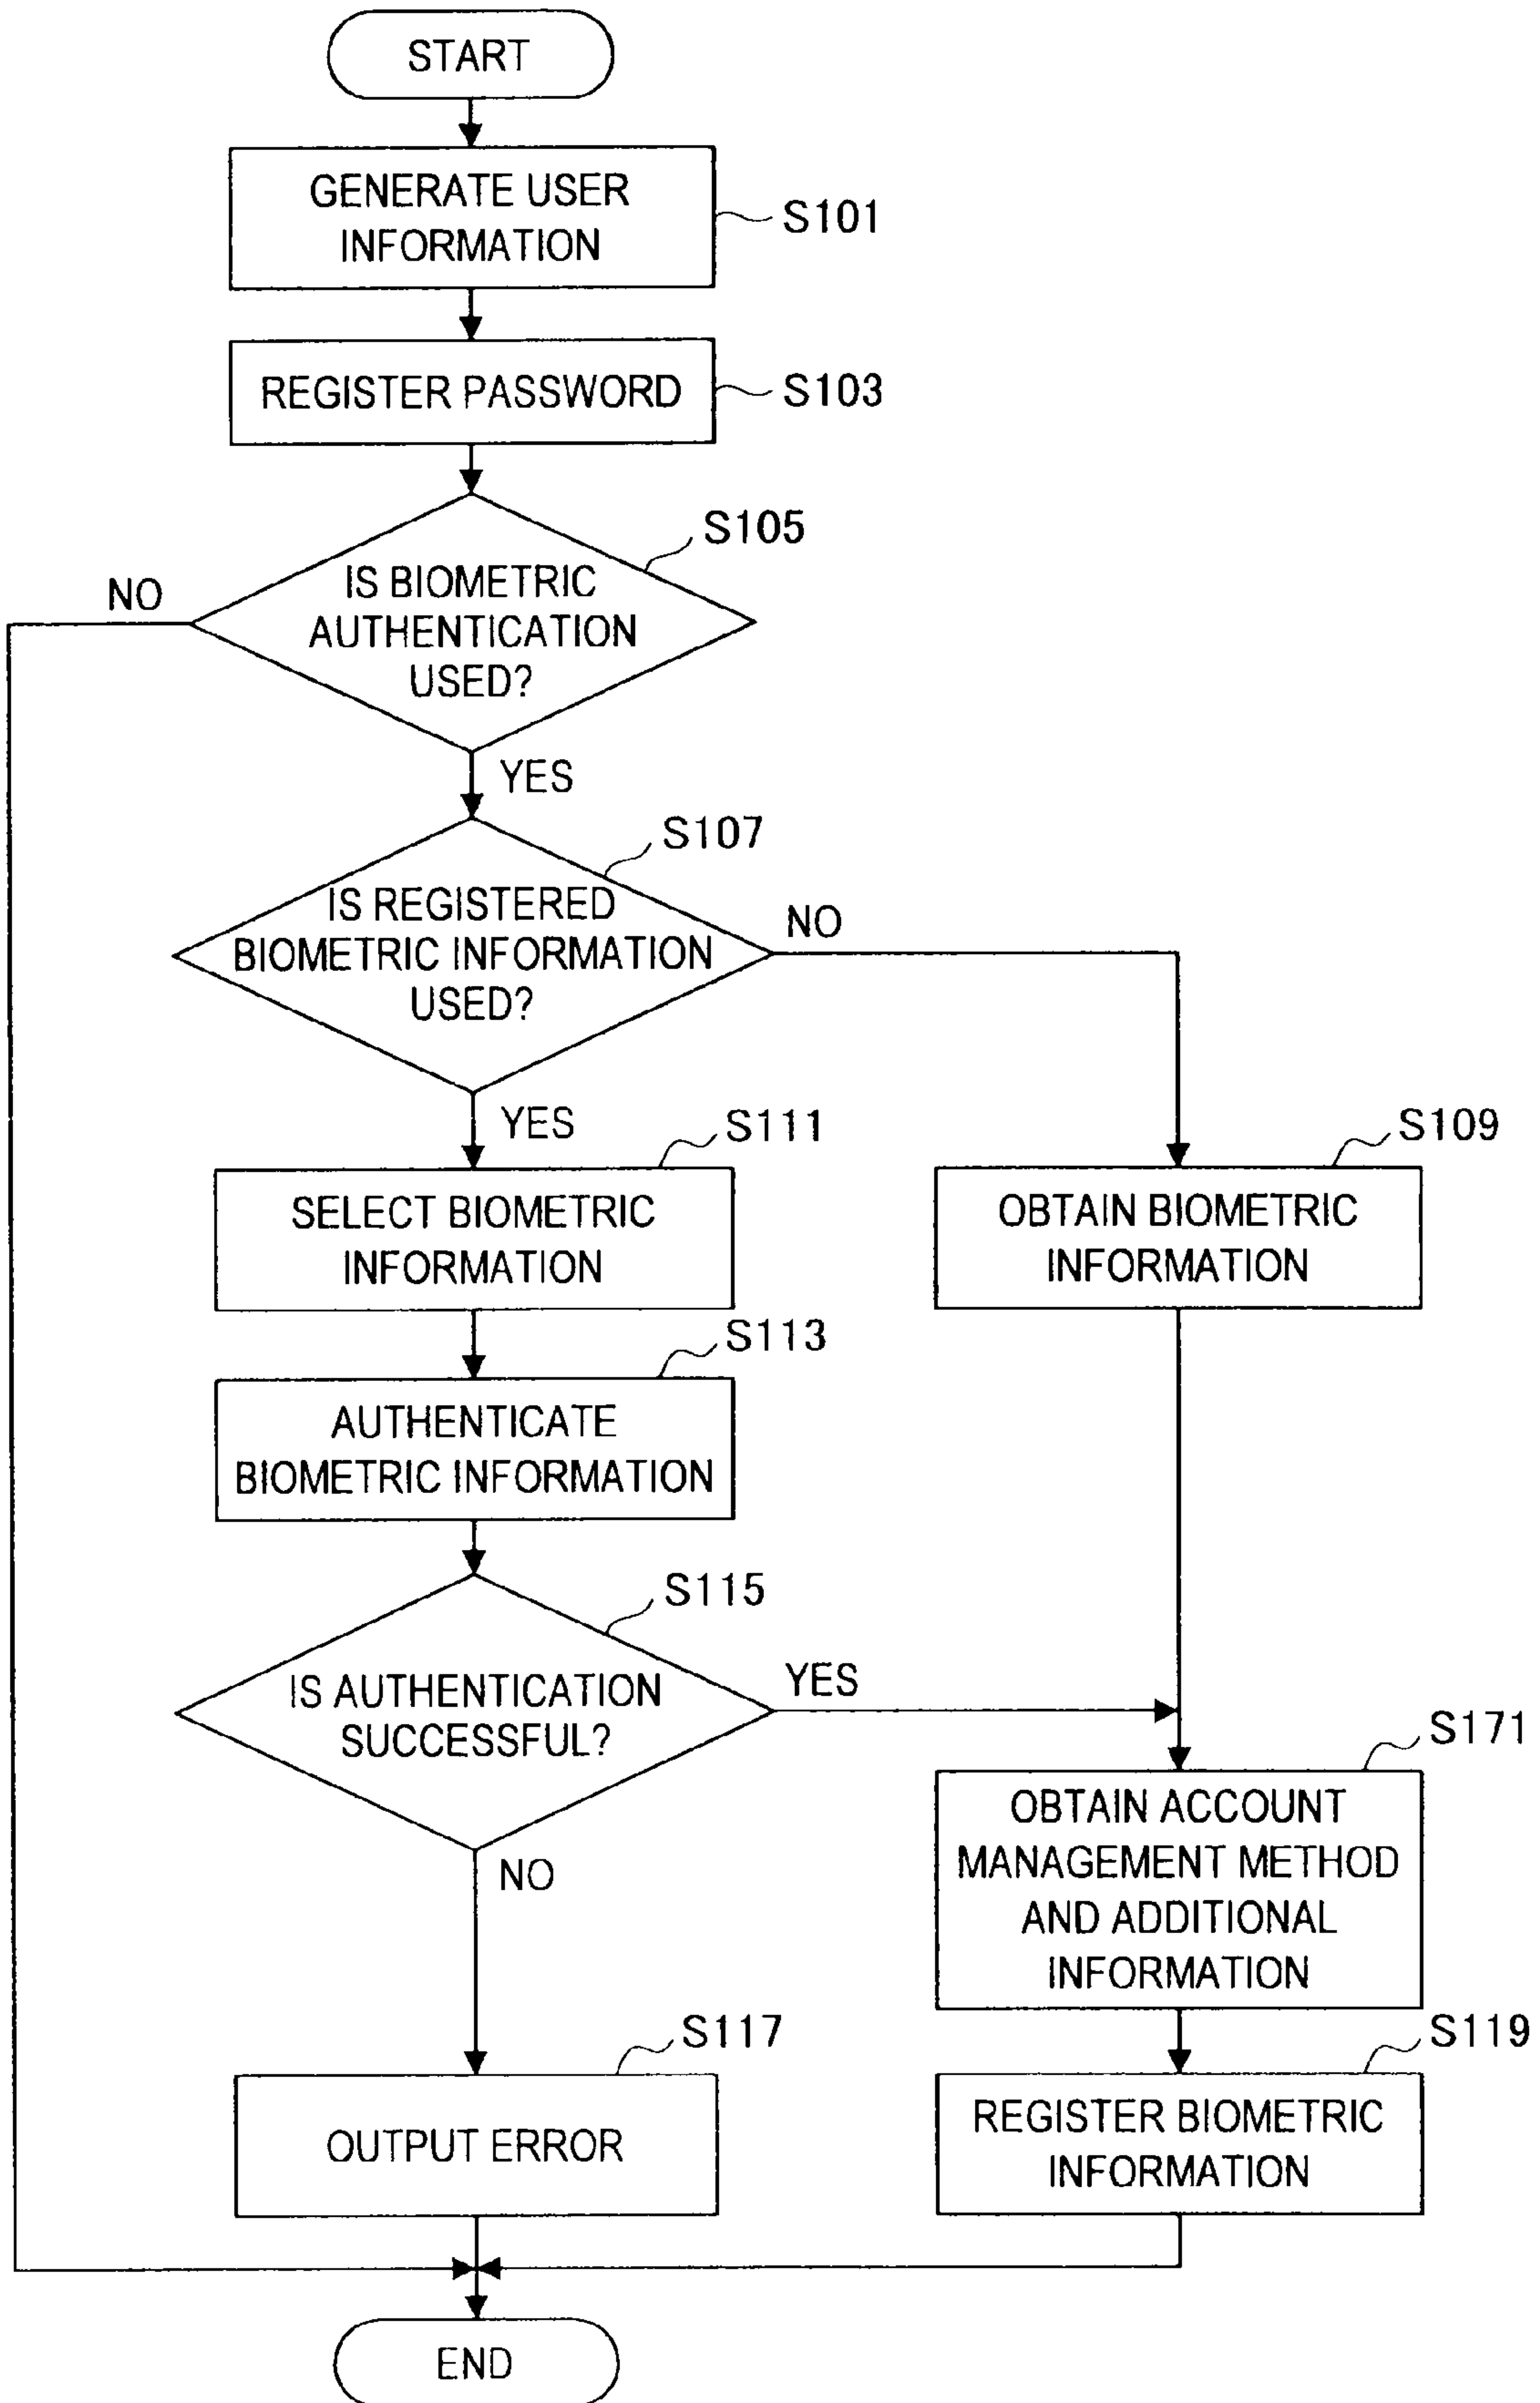 START
GENERATE USER
INFORMATION
S101
REGISTER PASSWORD
S103
S105
NO
IS BIOMETRIC
AUTHENTICATION
USED?
YES
S107
IS REGISTERED
BIOMETRIC INFORMATION
USED?
NO
YES
S111
S109
SELECT BIOMETRIC
INFORMATION
OBTAIN BIOMETRIC
INFORMATION
S113
AUTHENTICATE
BIOMETRIC INFORMATION
S115
IS AUTHENTICATION
SUCCESSFUL?
YES
S171
OBTAIN ACCOUNT
MANAGEMENT METHOD
AND ADDITIONAL
INFORMATION
NO
S117
S119
OUTPUT ERROR
REGISTER BIOMETRIC
INFORMATION
END